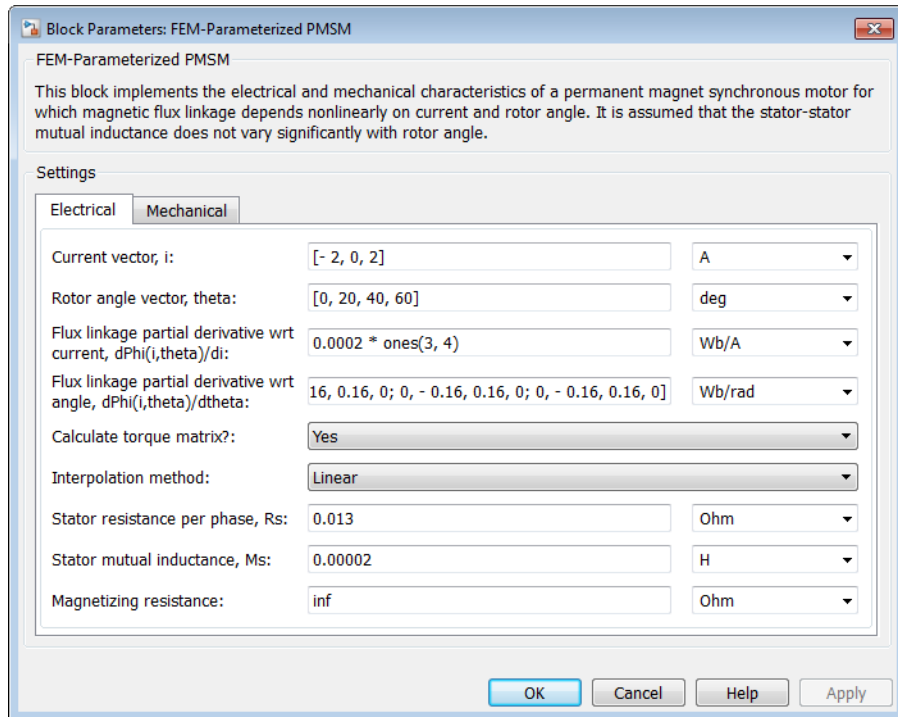 Block Parameters: FEM-Parameterized PMSM
FEM-Parameterized PMSM
This block implements the electrical and mechanical characteristics of a permanent magnet synchronous motor for
which magnetic flux linkage depends nonlinearly on current and rotor angle. It is assumed that the stator-stator
mutual inductance does not vary significantly with rotor angle.
Settings
Electrical Mechanical
Current vector, i: [- 2, 0, 2] A
Rotor angle vector, theta: [0, 20, 40, 60] deg
Flux linkage partial derivative wrt
current, dPhi(i,theta)/di: 0.0002 * ones(3, 4) Wb/A
Flux linkage partial derivative wrt
angle, dPhi(i,theta)/dtheta: 16, 0.16, 0; 0, - 0.16, 0.16, 0; 0, - 0.16, 0.16, 0] Wb/rad
Calculate torque matrix?: Yes
Interpolation method: Linear
Stator resistance per phase, Rs: 0.013 Ohm
Stator mutual inductance, Ms: 0.00002 H
Magnetizing resistance: inf Ohm
OK Cancel Help Apply